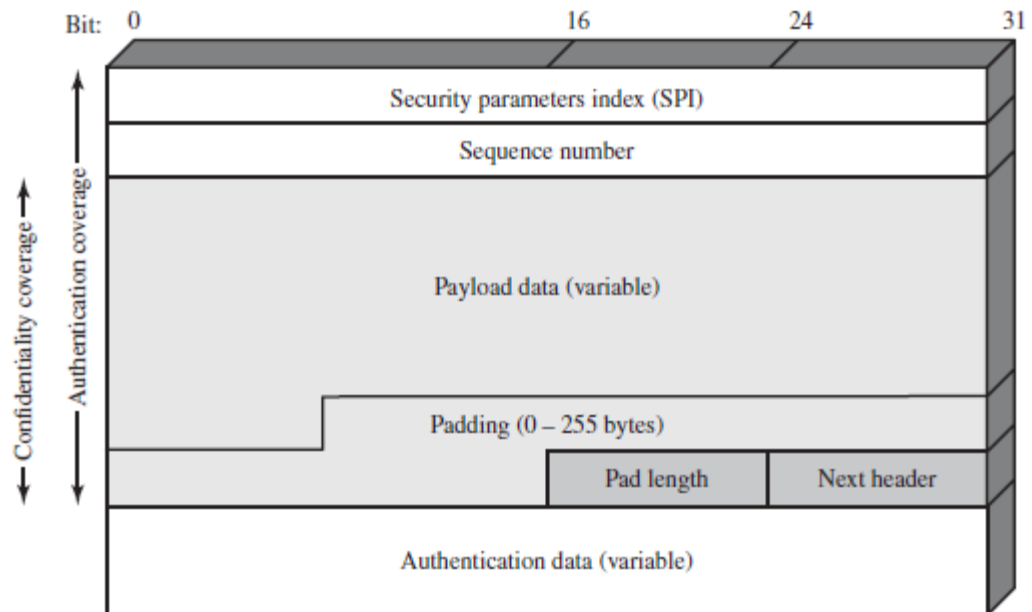 Bit: 0 16 24 31
Security parameters index (SPI)
Sequence number
Confidentiality coverage
Authentication coverage
Payload data (variable)
Padding (0 – 255 bytes)
Pad length Next header
Authentication data (variable)